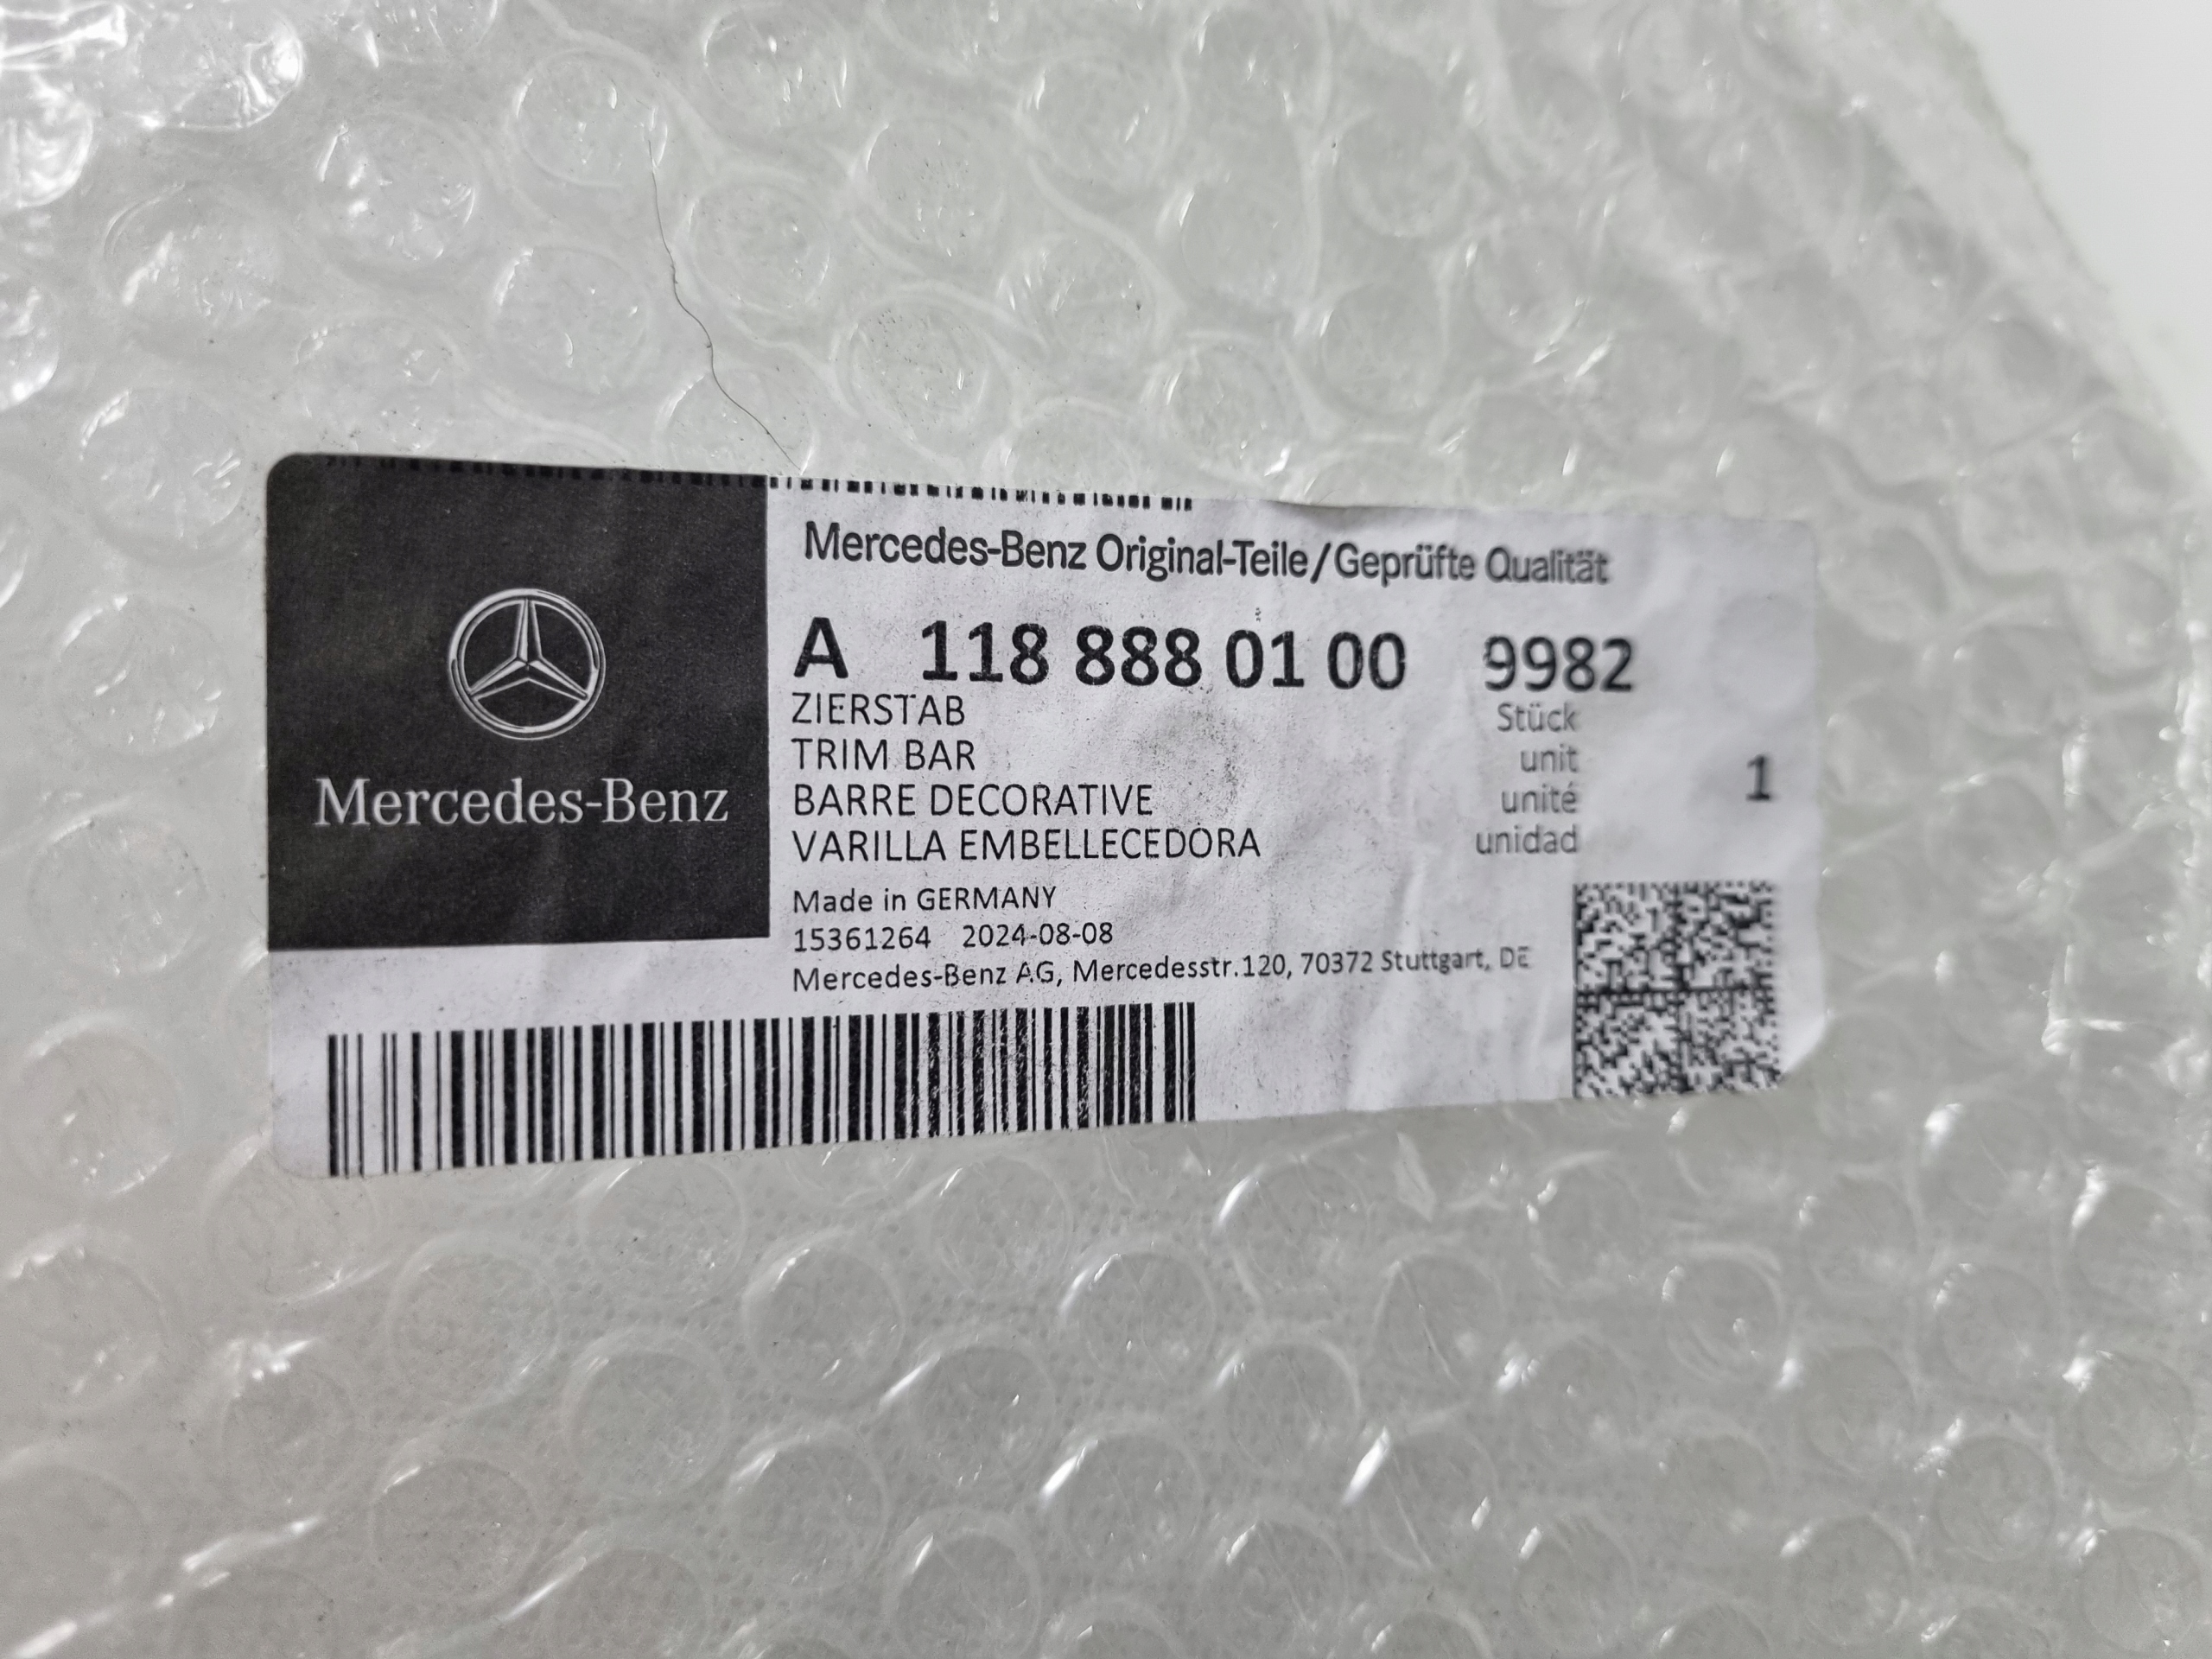 Mercedes-Benz
Mercedes-Benz Original-Teile/Geprüfte Qualität
A 118 888 01 00 9982
ZIERSTAB
TRIM BAR
BARRE DECORATIVE
VARILLA EMBELLECEDORA
Stück
unit
unité
unidad
1
Made in GERMANY
15361264 2024-08-08
Mercedes-Benz AG, Mercedesstr.120, 70372 Stuttgart, DE